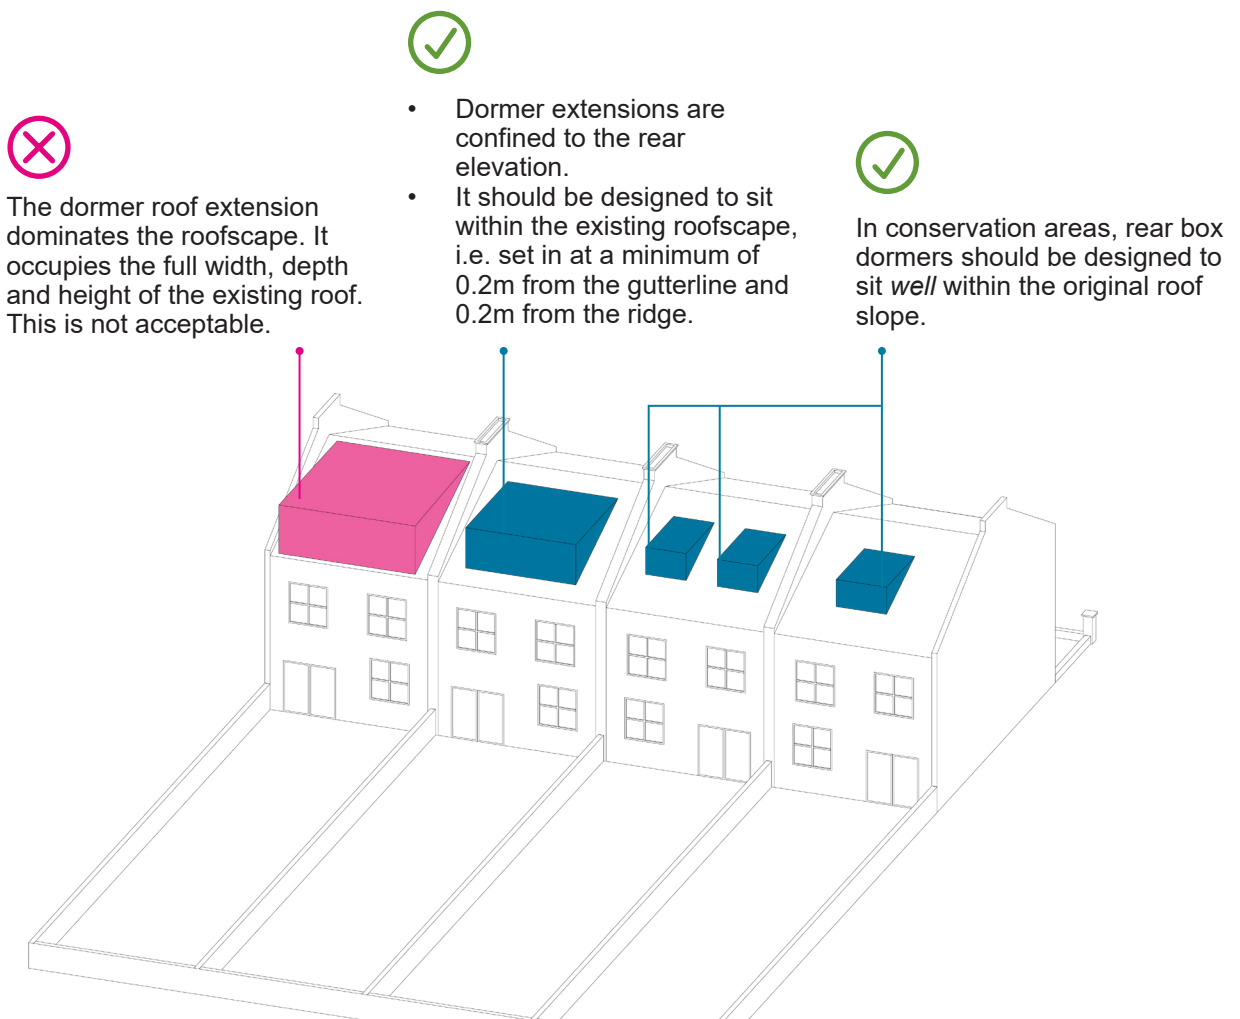 The dormer roof extension
dominates the roofscape. It
occupies the full width, depth
and height of the existing roof.
This is not acceptable.
• Dormer extensions are
confined to the rear
elevation.
• It should be designed to sit
within the existing roofscape,
i.e. set in at a minimum of
0.2m from the gutterline and
0.2m from the ridge.
In conservation areas, rear box
dormers should be designed to
sit well within the original roof
slope.